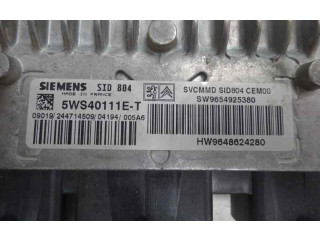 SIEMENS SID 804
MADE IN FRANCE
5WS40111E-T
09019/244714509/04194/005A6
SVCMMD SID804 CEM00
SW9654925380
HW9648624280